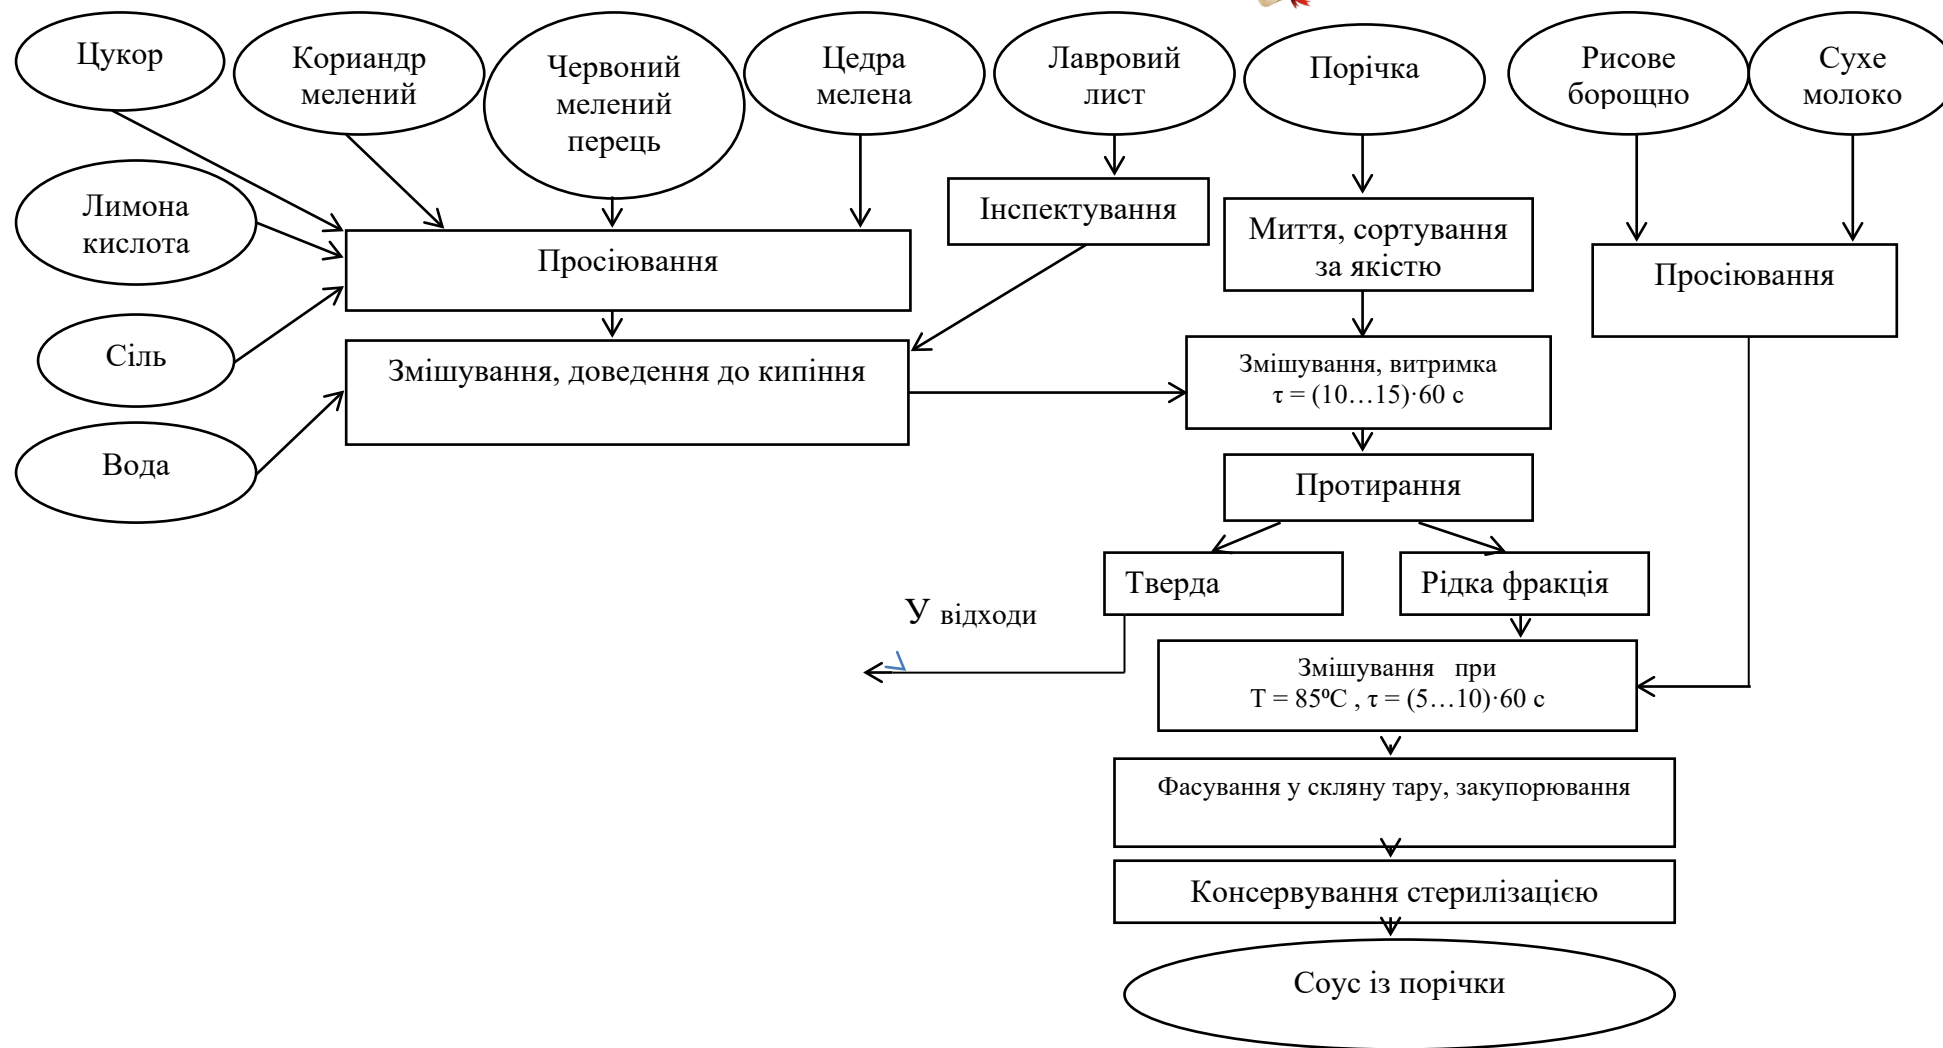 Цукор
Кориандр
мелений
Червоний
мелений
перець
Цедра
мелена
Лавровий
лист
Порічка
Рисове
борощно
Сухе
молоко
Лимона
кислота
Інспектування
Миття, сортування
за якістю
Просіювання
Просіювання
Сіль
Змішування, доведення до кипіння
Змішування, витримка
τ = (10…15)·60 с
Вода
Протирання
Тверда
Рідка фракція
У відходи
Змішування при
Т = 85⁰С , τ = (5…10)·60 с
Фасування у скляну тару, закупорювання
Консервування стерилізацією
Соус із порічки